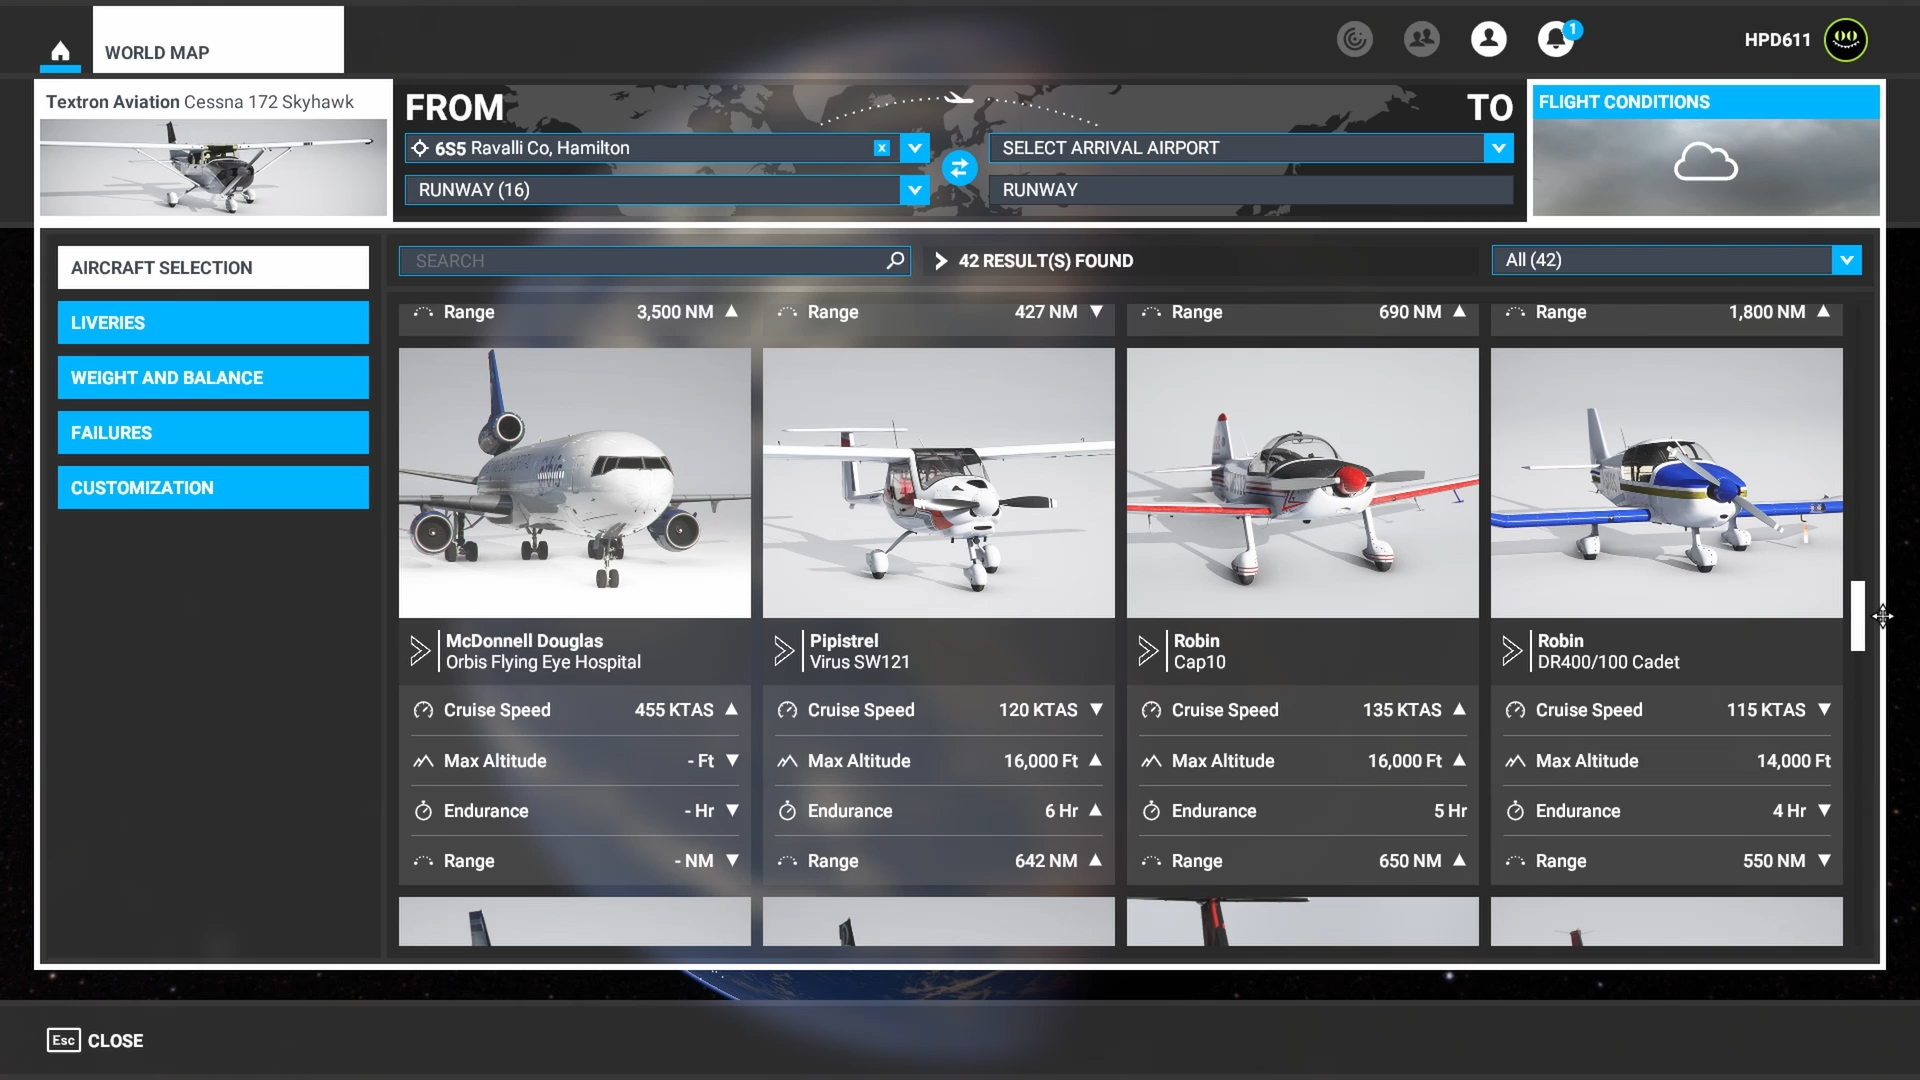 WORLD MAP
1
HPD611
Textron Aviation Cessna 172 Skyhawk
FROM
TO
FLIGHT CONDITIONS
6S5 Ravalli Co, Hamilton
x
SELECT ARRIVAL AIRPORT
RUNWAY (16)
RUNWAY
AIRCRAFT SELECTION
LIVERIES
WEIGHT AND BALANCE
FAILURES
CUSTOMIZATION
SEARCH
42 RESULT(S) FOUND
All (42)
Range 3,500 NM
Range 427 NM
Range 690 NM
Range 1,800 NM
McDonnell Douglas
Orbis Flying Eye Hospital
Cruise Speed 455 KTAS
Max Altitude - Ft
Endurance - Hr
Range - NM
Pipistrel
Virus SW121
Cruise Speed 120 KTAS
Max Altitude 16,000 Ft
Endurance 6 Hr
Range 642 NM
Robin
Cap10
Cruise Speed 135 KTAS
Max Altitude 16,000 Ft
Endurance 5 Hr
Range 650 NM
Robin
DR400/100 Cadet
Cruise Speed 115 KTAS
Max Altitude 14,000 Ft
Endurance 4 Hr
Range 550 NM
Esc CLOSE